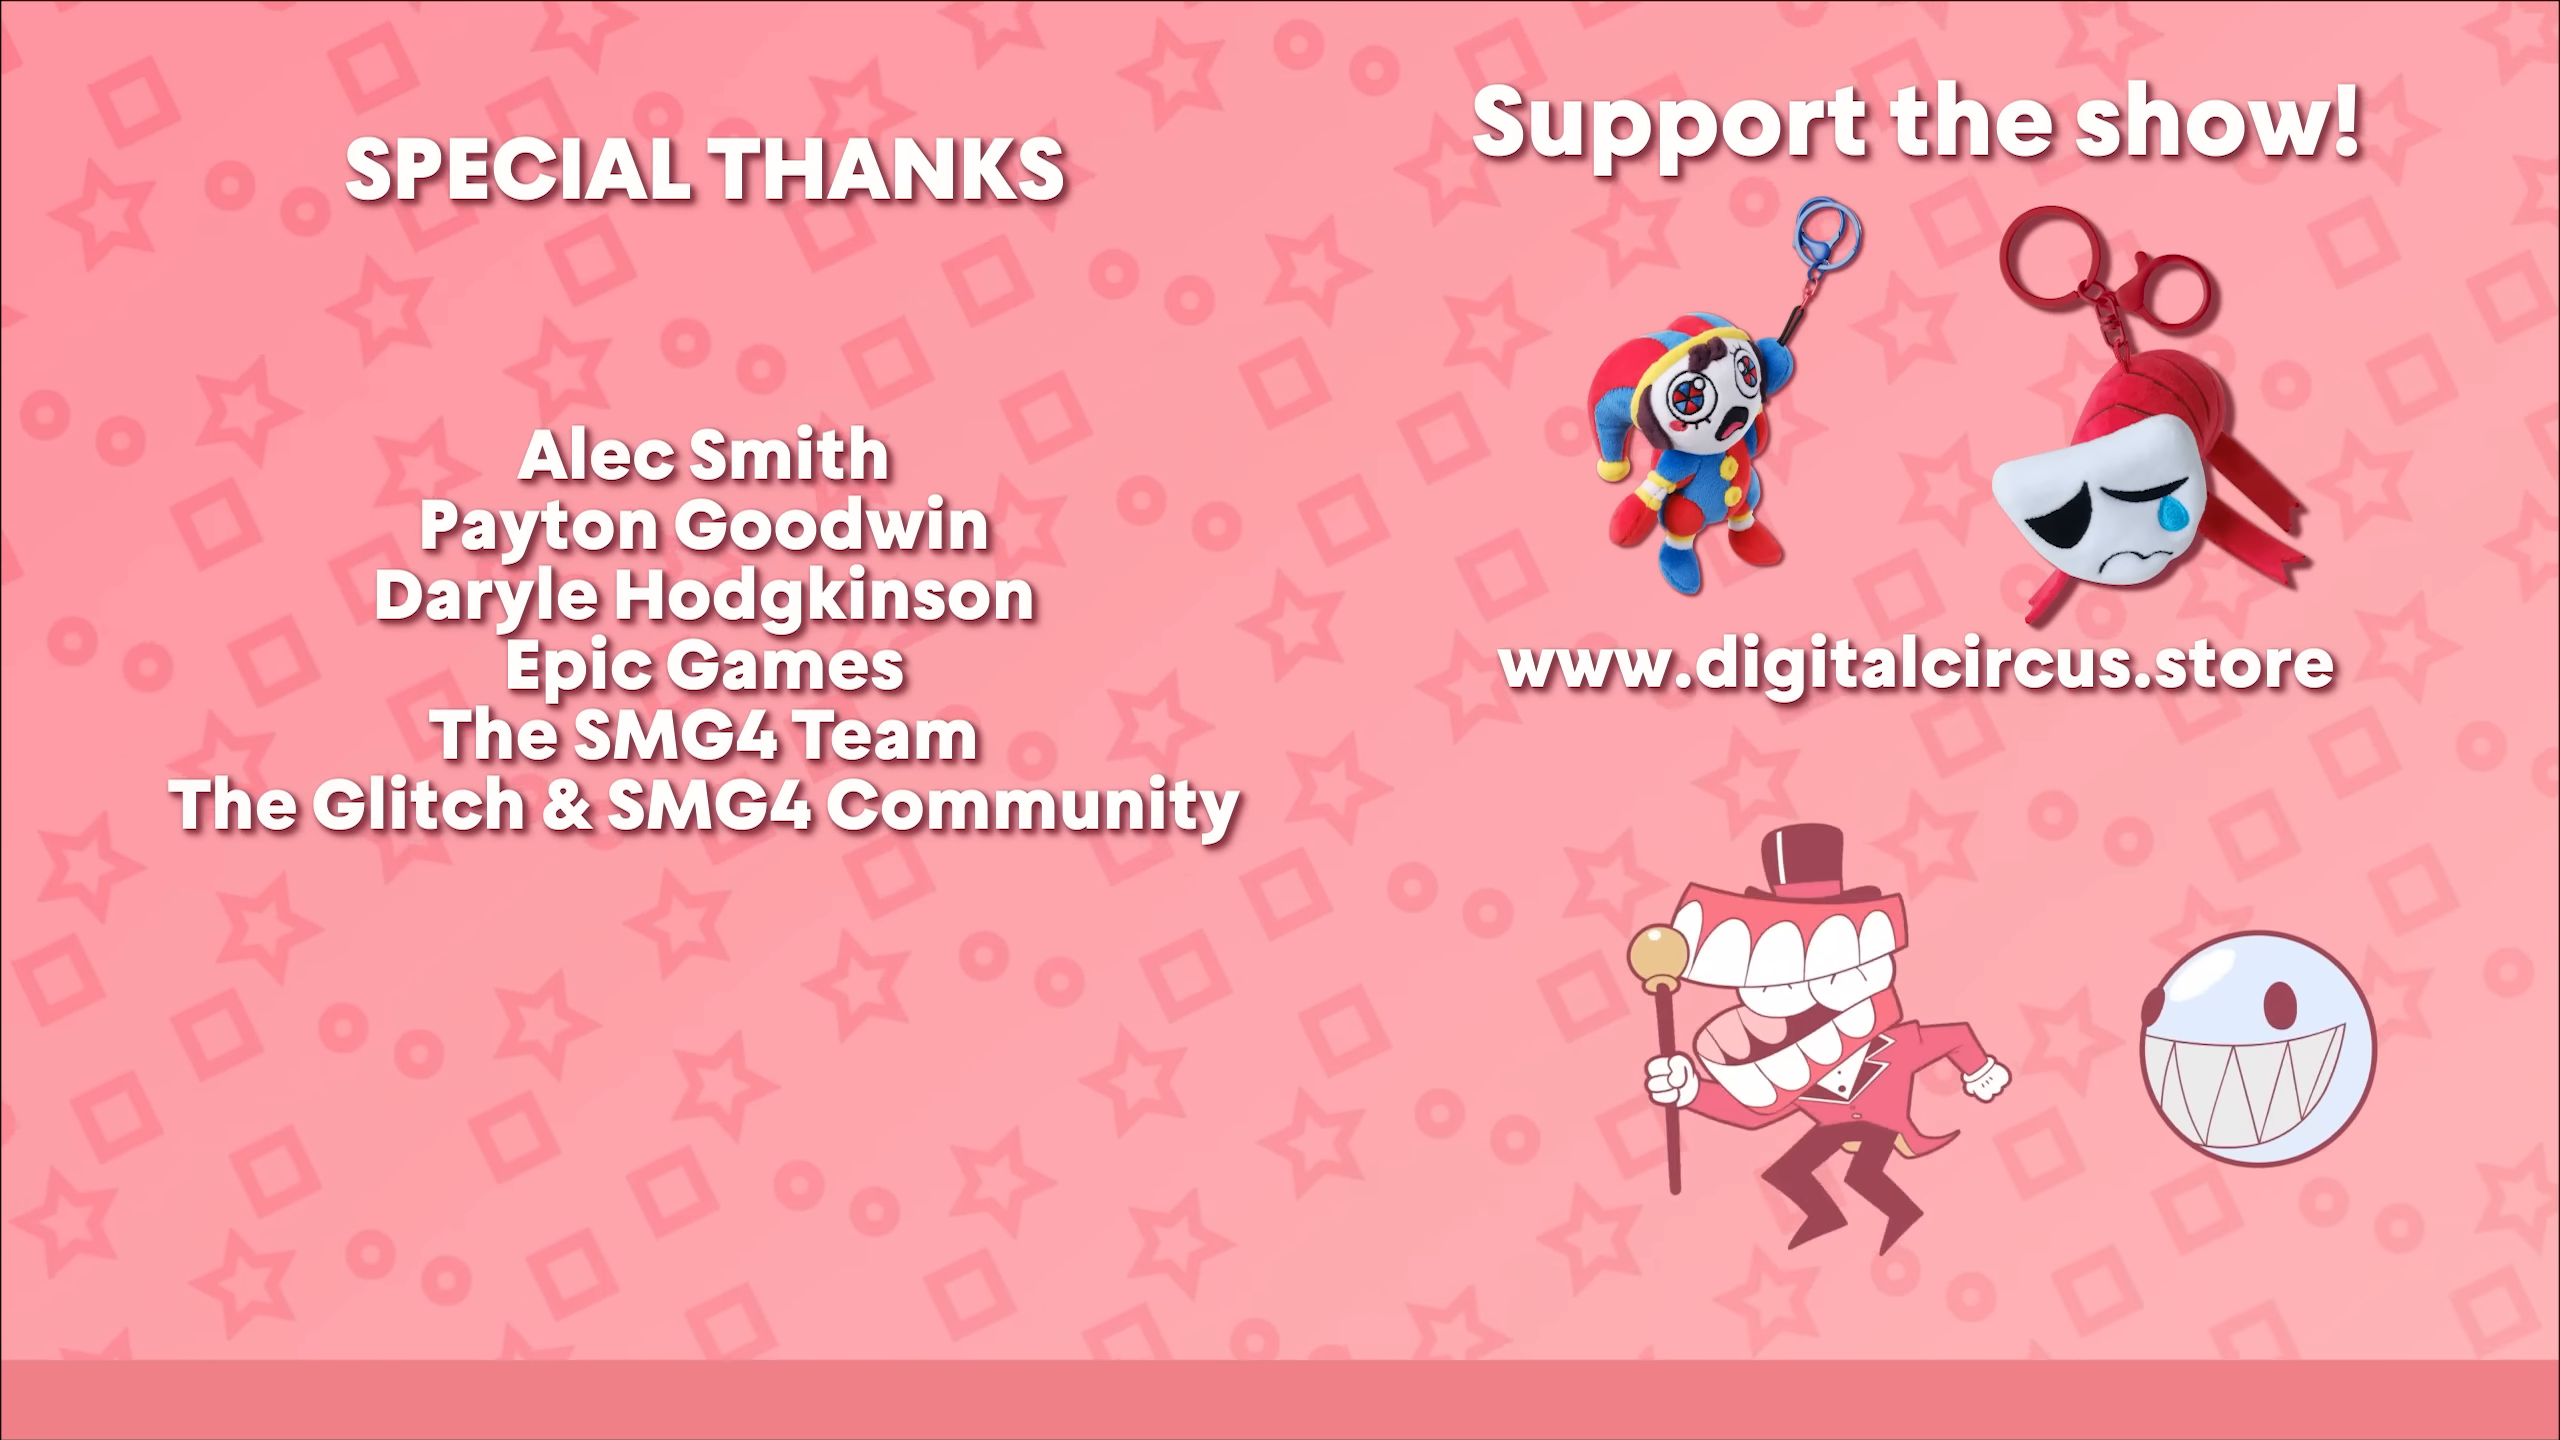 SPECIAL THANKS
Alec Smith
Payton Goodwin
Daryle Hodgkinson
Epic Games
The SMG4 Team
The Glitch & SMG4 Community
Support the show!
www.digitalcircus.store